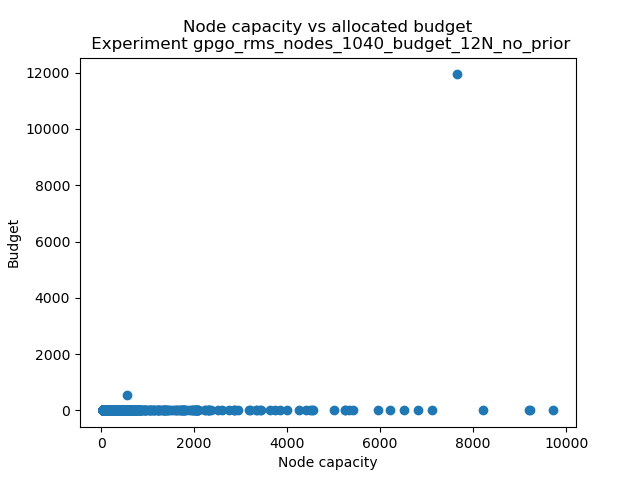 Node capacity vs allocated budget
Experiment gpgo_rms_nodes_1040_budget_12N_no_prior
12000
10000
8000
6000
4000
2000
0
Budget
0 2000 4000 6000 8000 10000
Node capacity